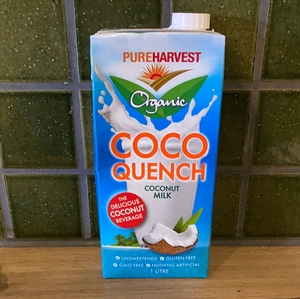 PUREHARVEST
Organic
COCO
QUENCH
COCONUT
MILK
THE
DELICIOUS
COCONUT
BEVERAGE
UNSWEETENED GLUTEN FREE
GMO FREE NOTHING ARTIFICIAL
1 LITRE